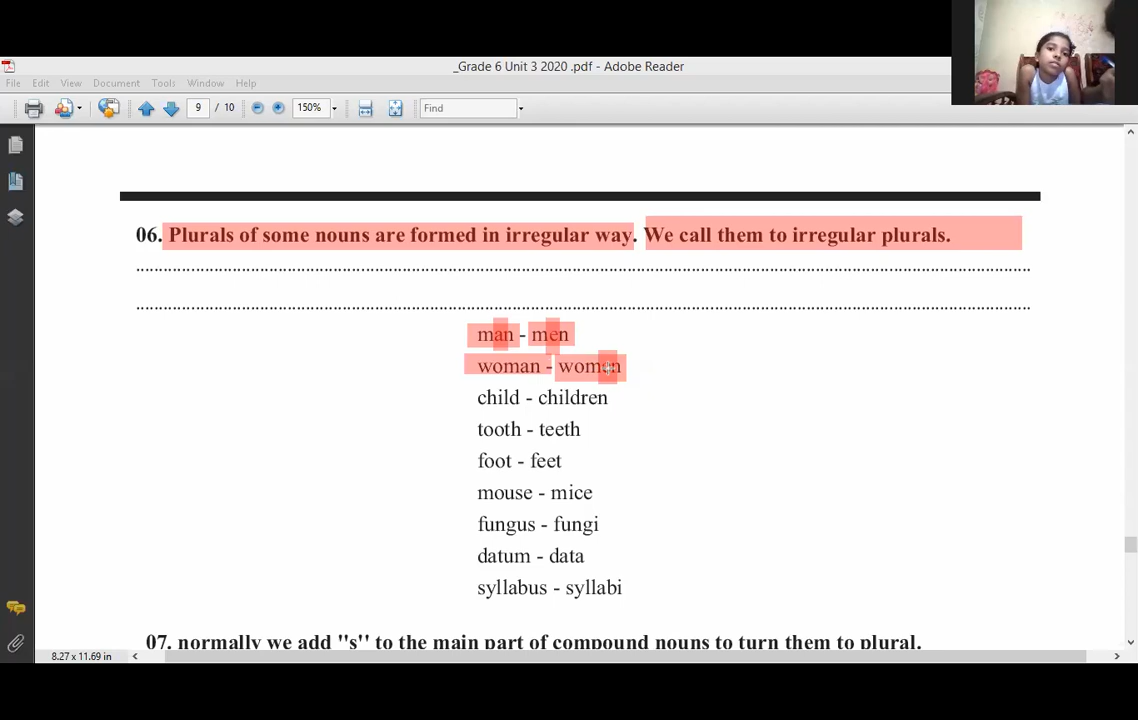 _Grade 6 Unit 3 2020 .pdf - Adobe Reader
File Edit View Document Tools Window Help
9 / 10 150% Find
06. Plurals of some nouns are formed in irregular way. We call them to irregular plurals.
man - men
woman - woman
child - children
tooth - teeth
foot - feet
mouse - mice
fungus - fungi
datum - data
syllabus - syllabi
07. normally we add "s" to the main part of compound nouns to turn them to plural.
8.27 x 11.69 in